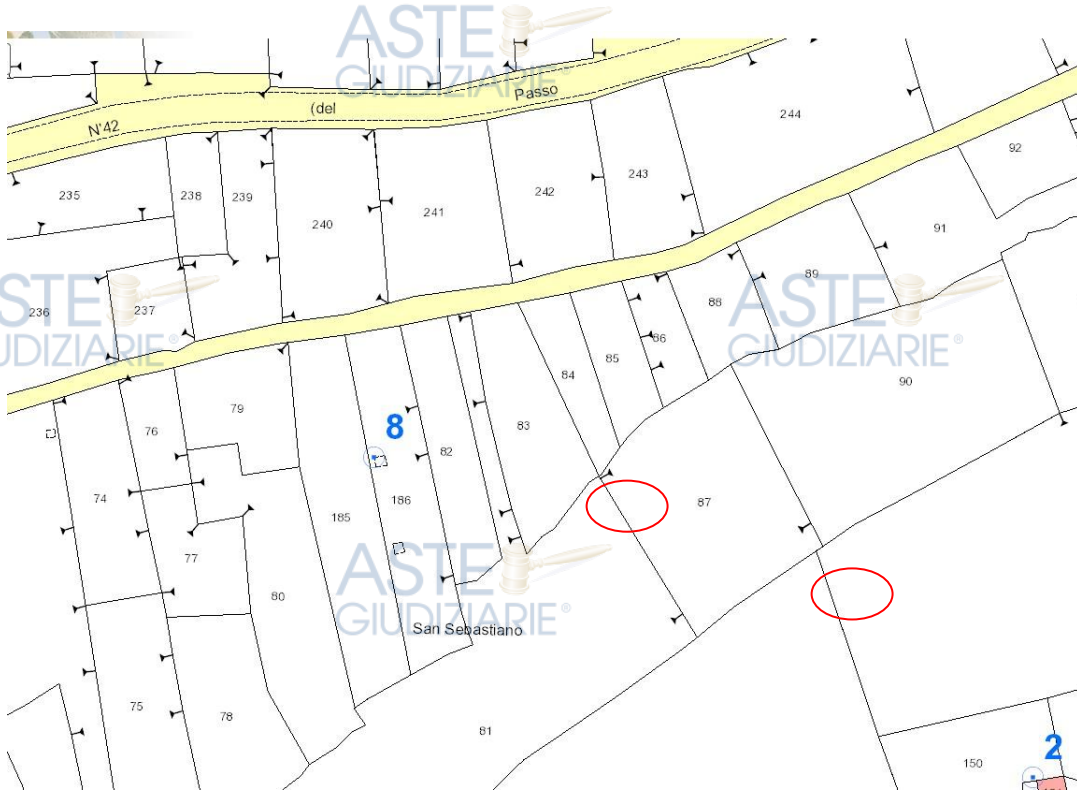 ASTE
GIUDIZIARIE®
N°42
(del
Passo
244
92
235
238
239
240
241
242
243
91
236
237
ASTE
GIUDIZIARIE®
89
88
86
85
84
ASTE
GIUDIZIARIE®
90
79
76
8
83
82
74
185
186
87
77
80
ASTE
GIUDIZIARIE®
San Sebastiano
75
78
81
150
2